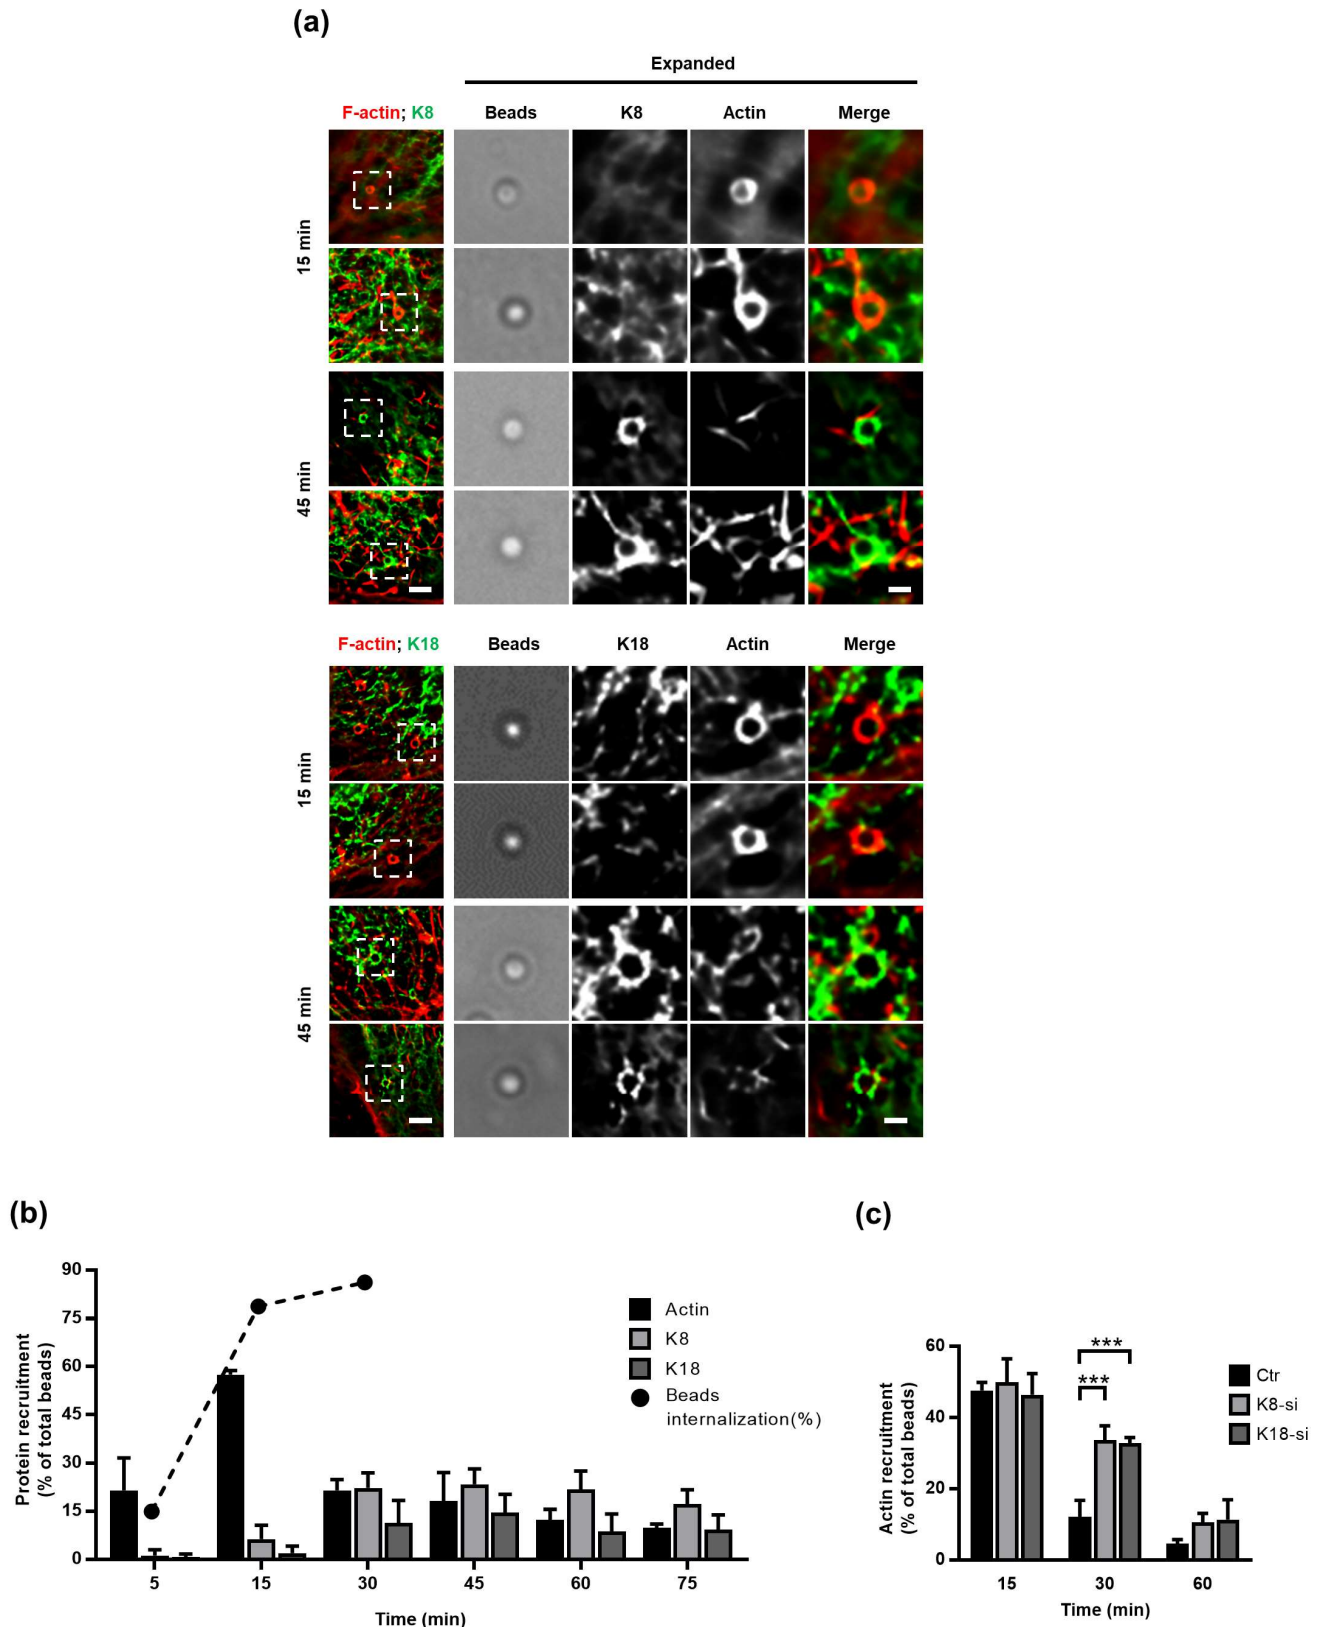 (a)
Expanded
F-actin; K8 Beads K8 Actin Merge
15 min
45 min
F-actin; K18 Beads K18 Actin Merge
15 min
45 min
(b)
Protein recruitment
(% of total beads)
90
75
60
45
30
15
0
5 15 30 45 60 75
Time (min)
Actin
K8
K18
Beads
internalization(%)
(c)
Actin recruitment
(% of total beads)
60
40
20
0
***
***
15 30 60
Time (min)
Ctr
K8-si
K18-si